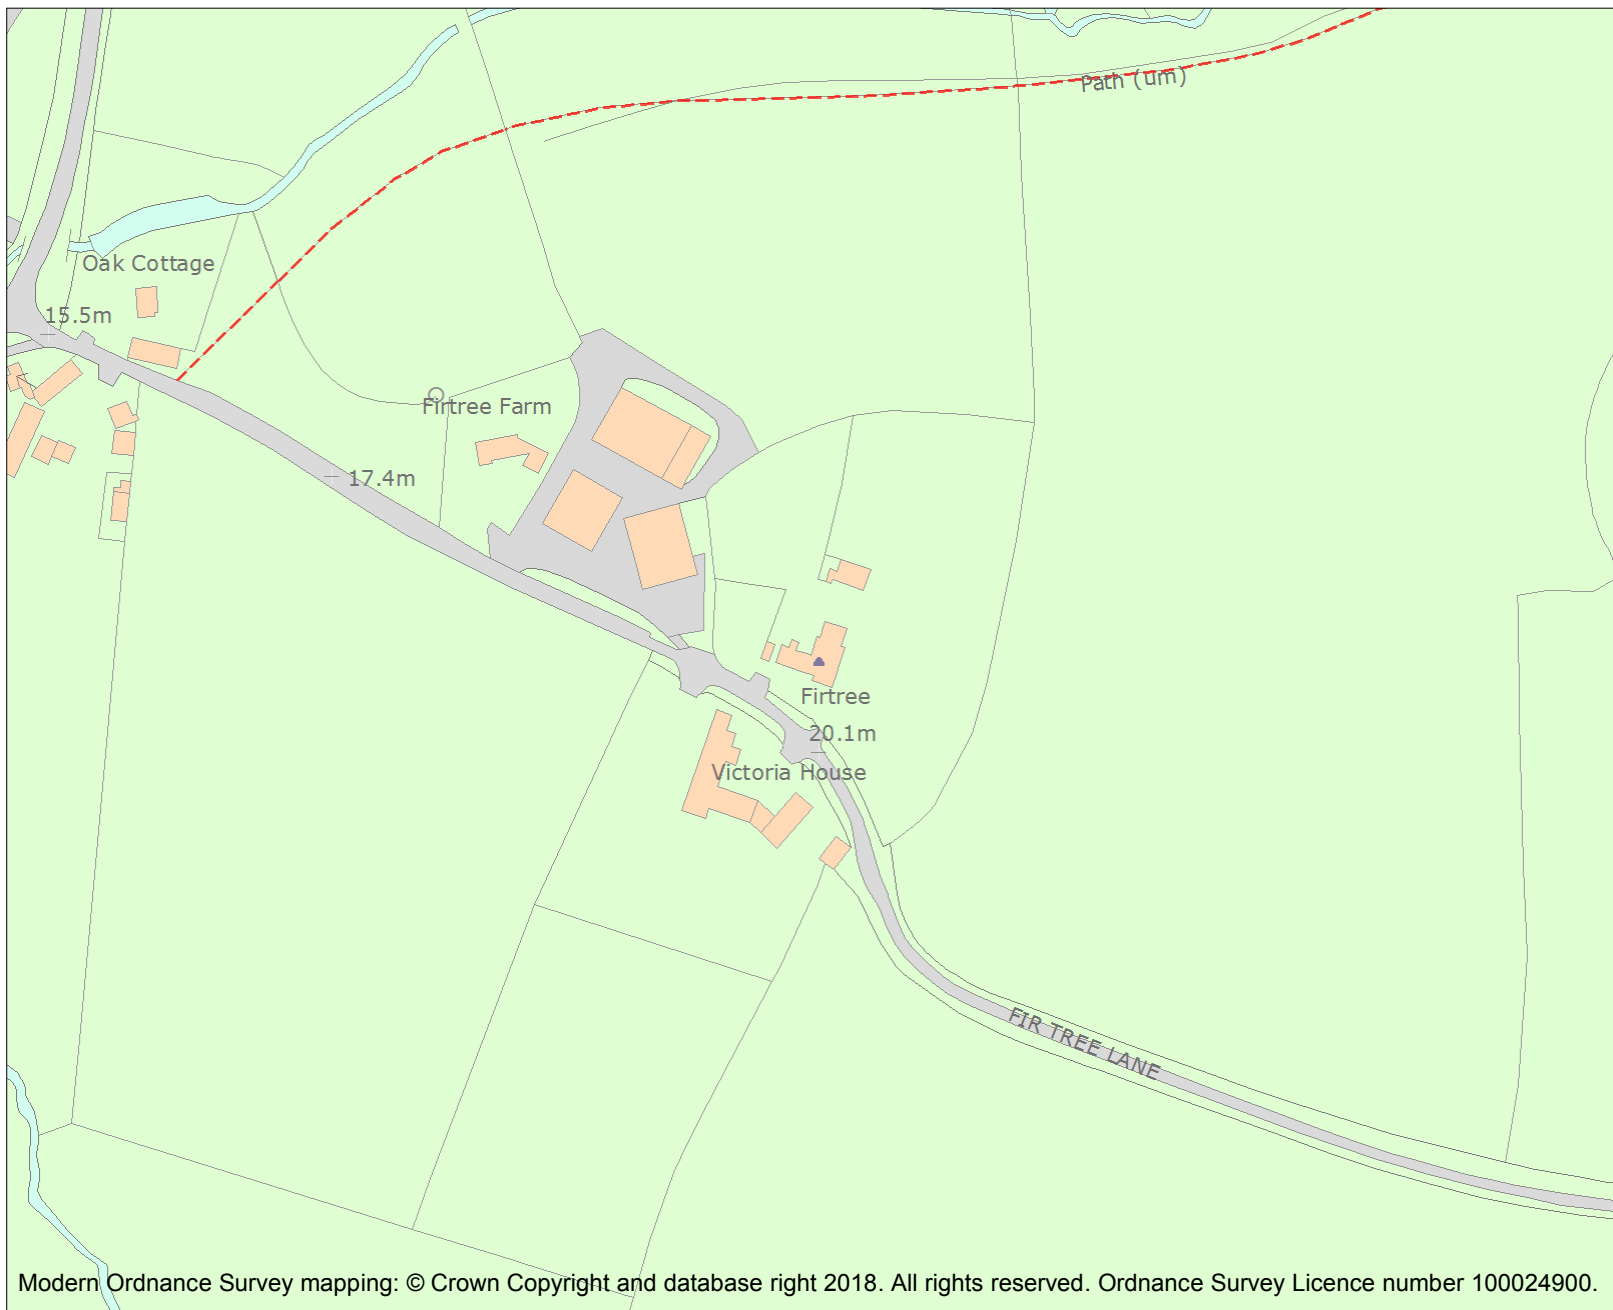 Path (um)
Oak Cottage
15.5m
Firtree Farm
17.4m
Firtree
20.1m
Victoria House
FIR TREE LANE
Modern Ordnance Survey mapping: © Crown Copyright and database right 2018. All rights reserved. Ordnance Survey Licence number 100024900.